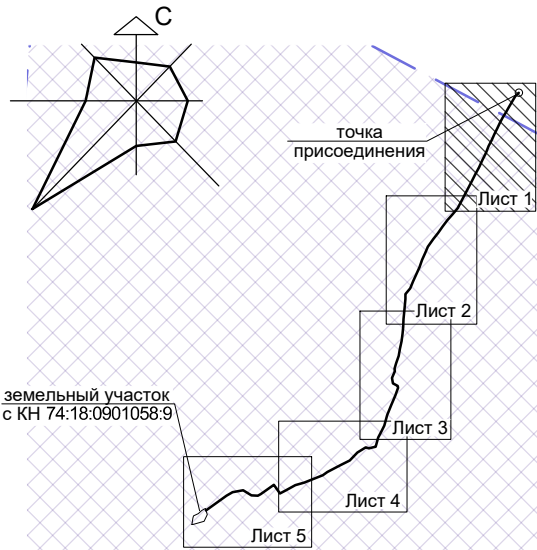 С
точка
присоединения
Лист 1
Лист 2
Лист 3
земельный участок
с КН 74:18:0901058:9
Лист 4
Лист 5